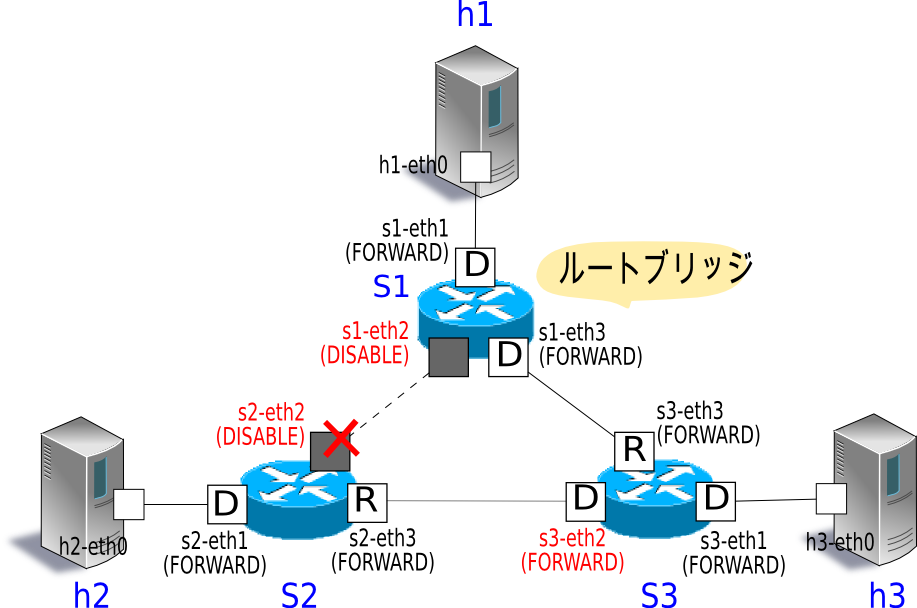 h1
h1-eth0
s1-eth1
(FORWARD)
D
S1
ルートブリッジ
s1-eth2
(DISABLE)
D
s1-eth3
(FORWARD)
s2-eth2
(DISABLE)
R
s3-eth3
(FORWARD)
h2-eth0
D
s2-eth1
(FORWARD)
R
s2-eth3
(FORWARD)
D
s3-eth2
(FORWARD)
D
s3-eth1
(FORWARD)
h3-eth0
h2
S2
S3
h3